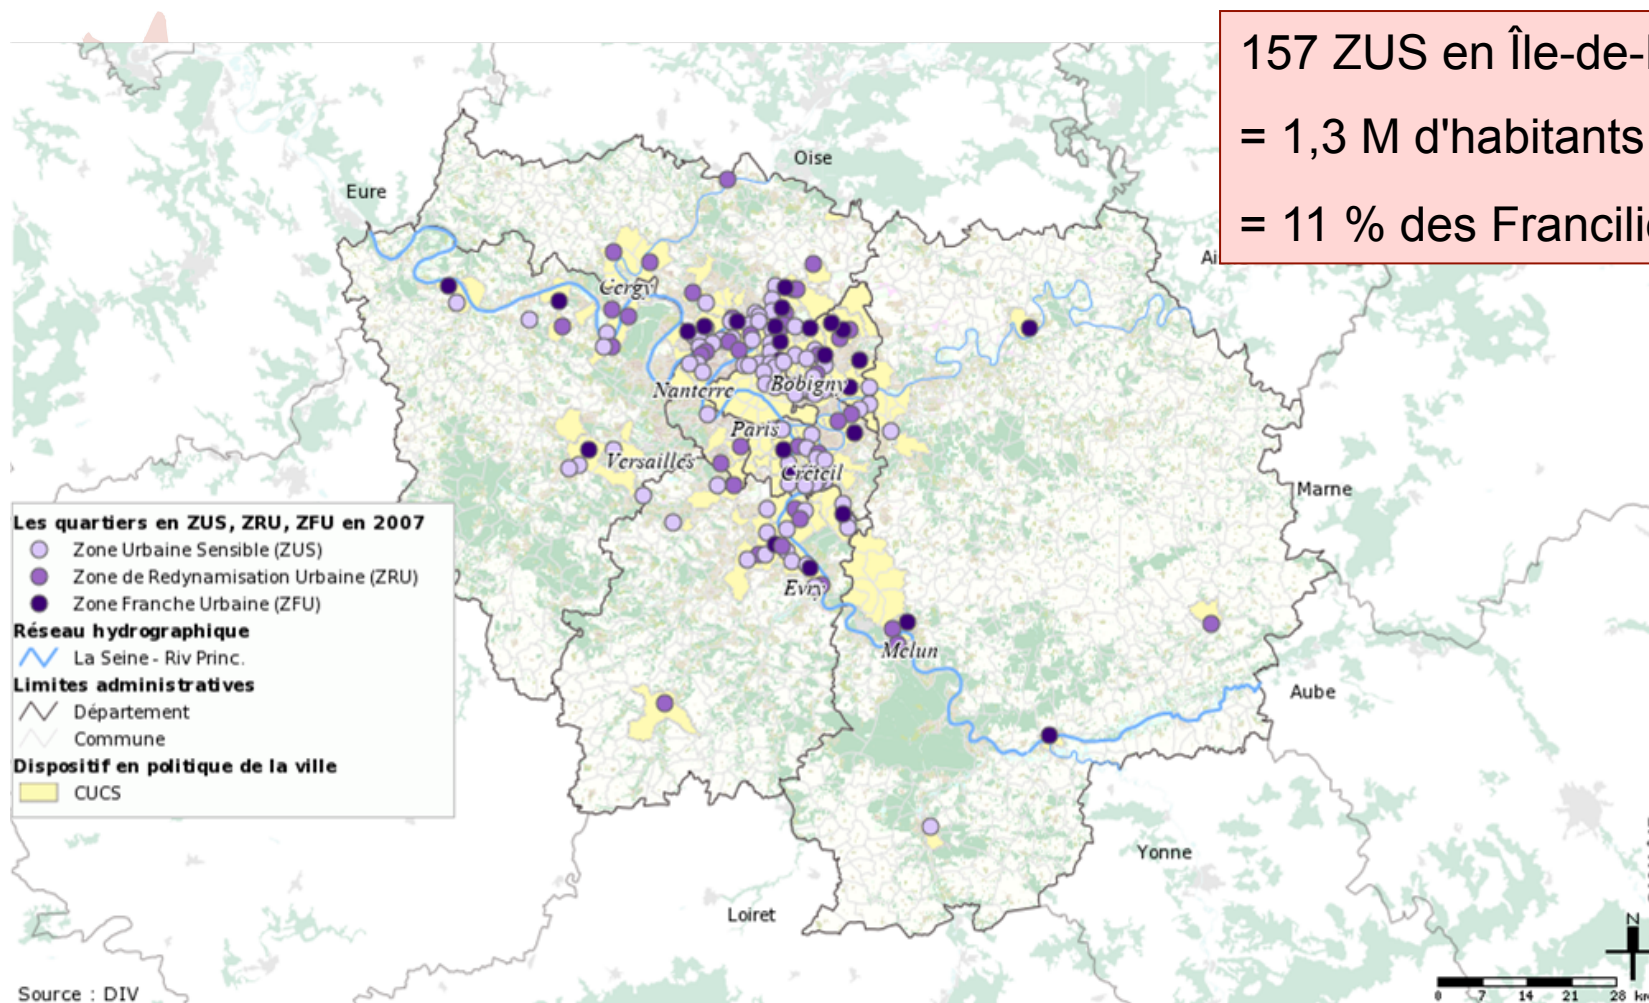 157 ZUS en Île-de-
= 1,3 M d'habitants
= 11 % des Francili
Oise
Eure
Ai
Cergy
Nanterre
Bobigny
Paris
Versailles
Créteil
Marne
Les quartiers en ZUS, ZRU, ZFU en 2007
Zone Urbaine Sensible (ZUS)
Zone de Redynamisation Urbaine (ZRU)
Zone Franche Urbaine (ZFU)
Réseau hydrographique
La Seine - Riv Princ.
Limites administratives
Département
Commune
Dispositif en politique de la ville
CUCS
Evry
Melun
Aube
Yonne
Loiret
N
0 7 14 21 28 km
Source : DIV